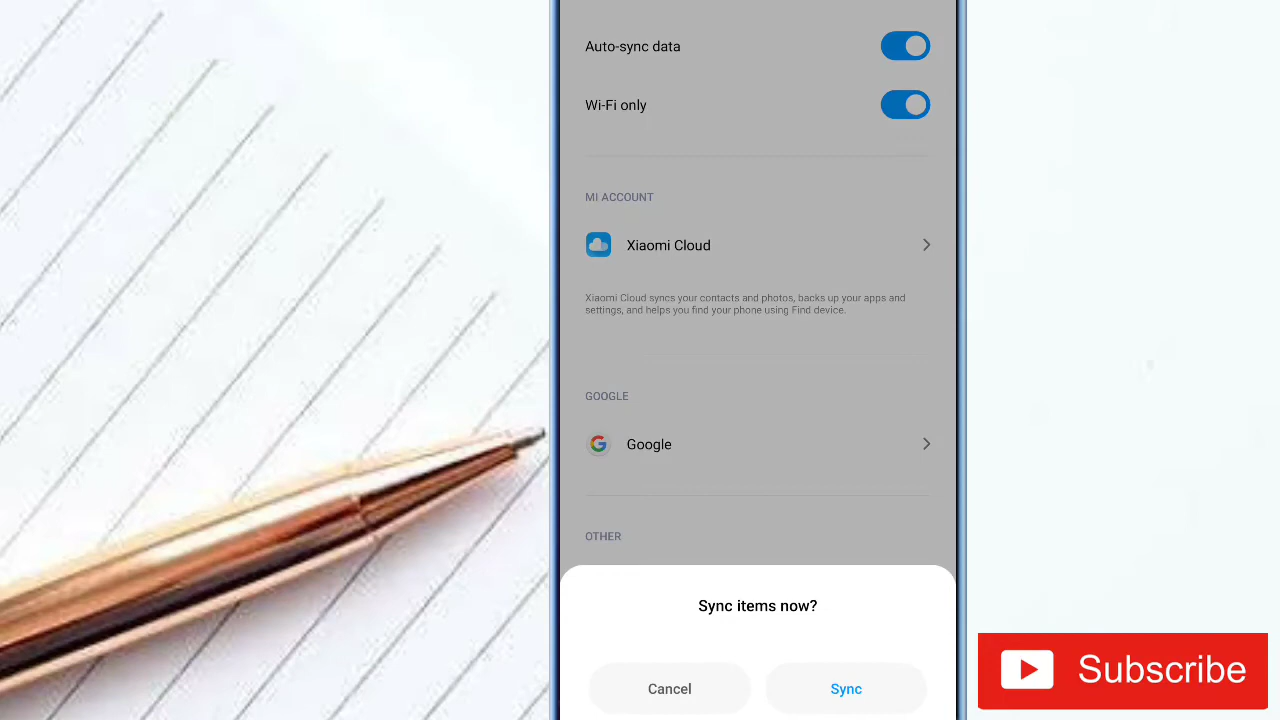 Auto-sync data
Wi-Fi only
MI ACCOUNT
Xiaomi Cloud
Xiaomi Cloud syncs your contacts and photos, backs up your apps and
settings, and helps you find your phone using Find device.
GOOGLE
Google
OTHER
Sync items now?
Cancel
Sync
Subscribe